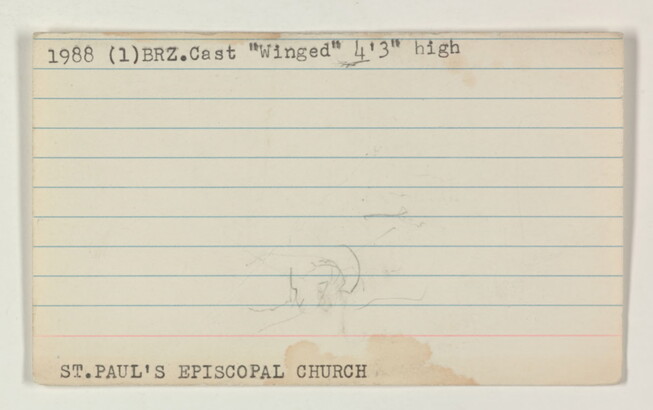 1988 (1)BRZ.Cast "Winged" 4'3" high
ST.PAUL'S EPISCOPAL CHURCH